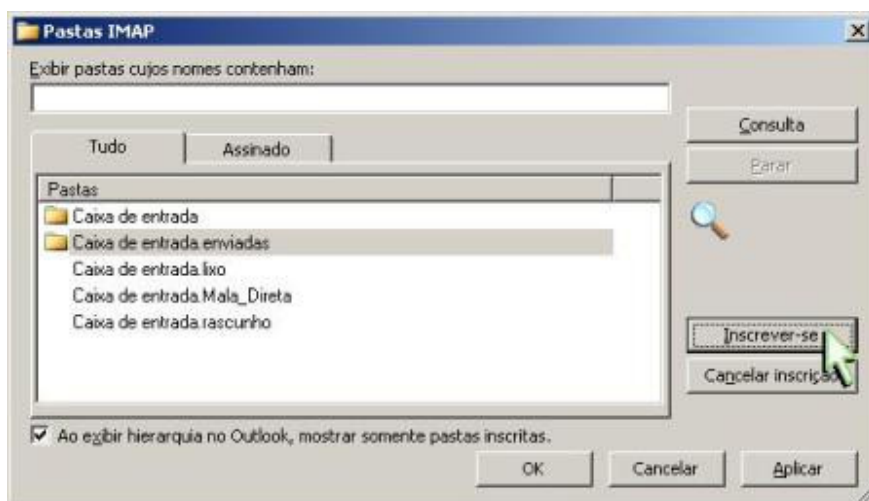 Pastas IMAP
Exibir pastas cujos nomes contenham:
Consulta
Parar
Tudo Assinado
Pastas
Caixa de entrada
Caixa de entrada.enviadas
Caixa de entrada.lixo
Caixa de entrada.Mala_Direta
Caixa de entrada.rascunho
Inscrever-se
Cancelar inscrição
Ao exibir hierarquia no Outlook, mostrar somente pastas inscritas.
OK Cancelar Aplicar